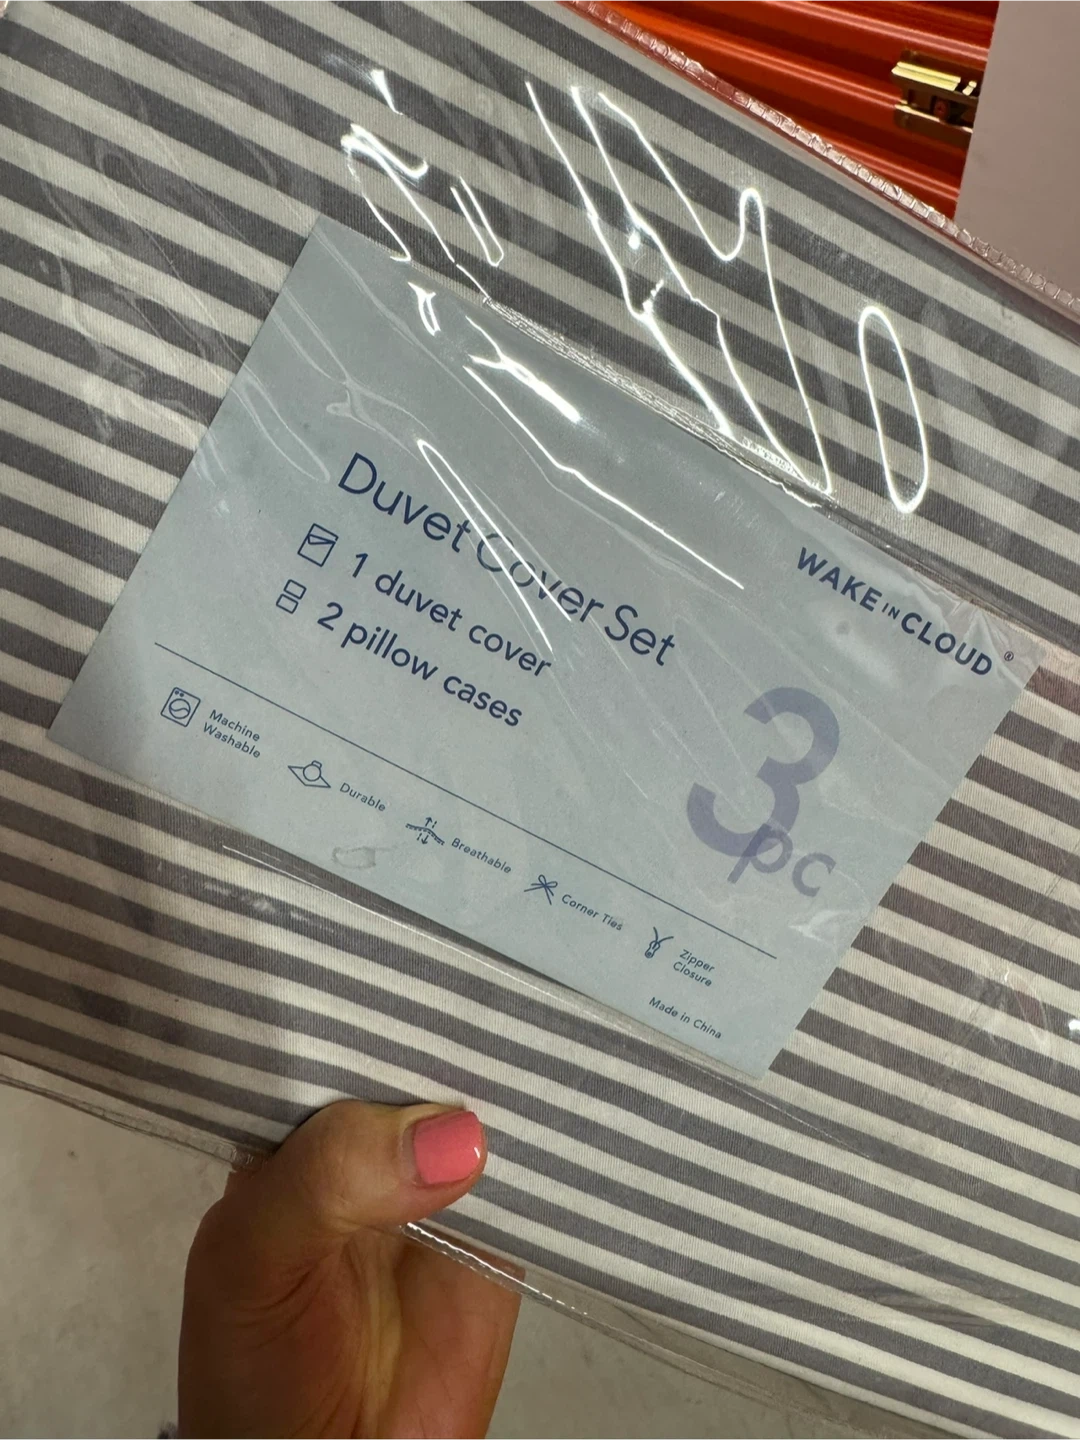 WAKE IN CLOUD®
Duvet Cover Set
1 duvet cover
2 pillow cases
3
pc
Machine
Washable
Durable
Breathable
Corner Ties
Zipper
Closure
Made in China